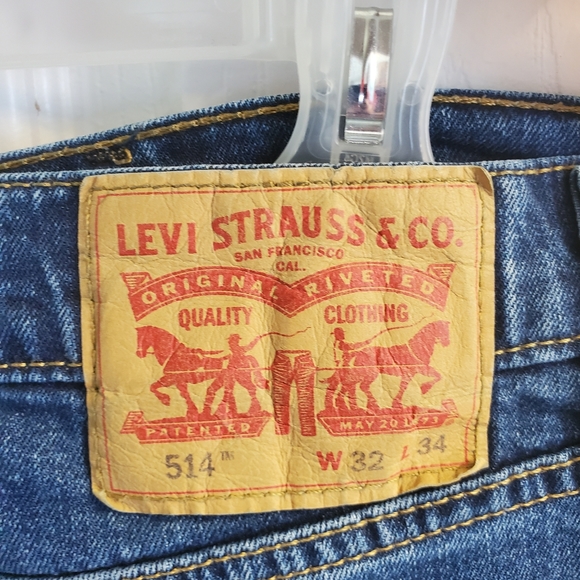 LEVI STRAUSS & CO.
SAN FRANCISCO
CAL.
ORIGINAL RIVETED
QUALITY CLOTHING
PATENTED MAY 20 1873
514™ W 32 L 34